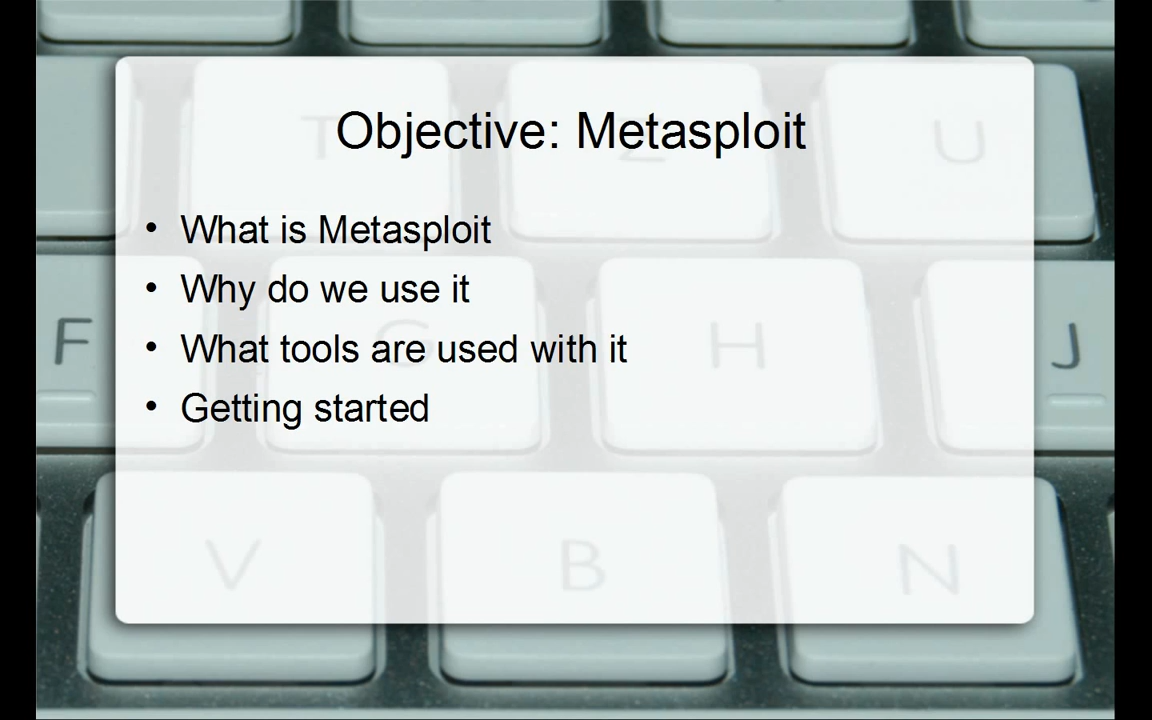 Objective: Metasploit
• What is Metasploit
• Why do we use it
• What tools are used with it
• Getting started
T Z U
F G H J
V B N